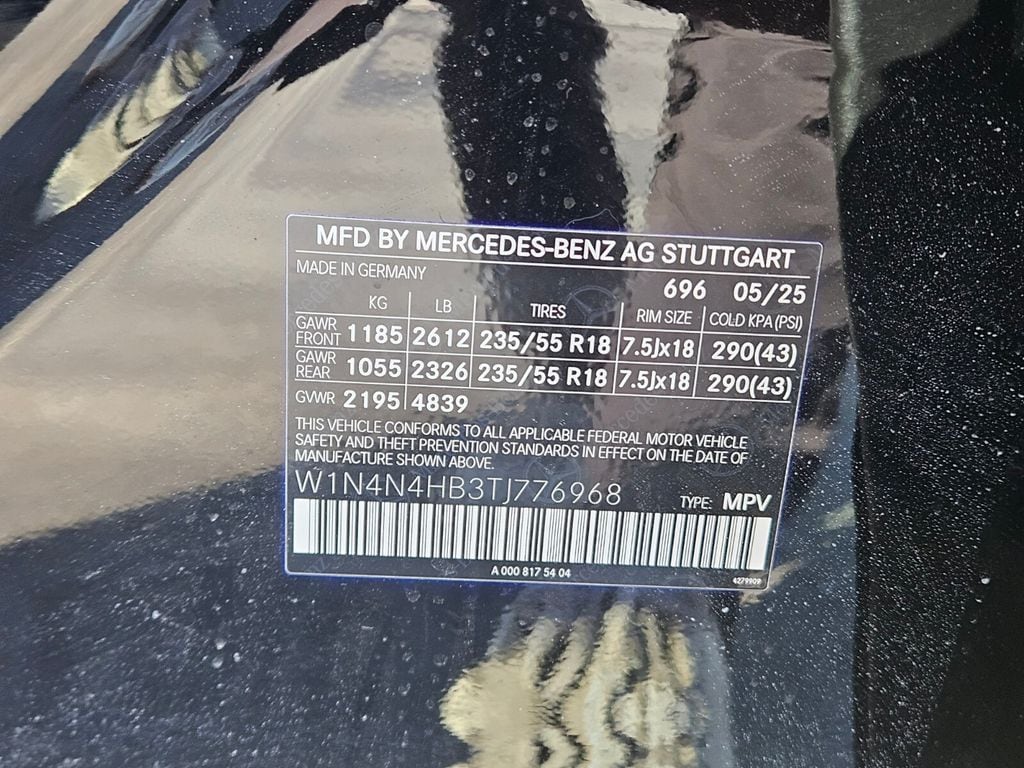 MFD BY MERCEDES-BENZ AG STUTTGART
MADE IN GERMANY
696 05/25
KG LB TIRES RIM SIZE COLD KPA (PSI)
GAWR FRONT 1185 2612 235/55 R18 7.5Jx18 290(43)
GAWR REAR 1055 2326 235/55 R18 7.5Jx18 290(43)
GVWR 2195 4839
THIS VEHICLE CONFORMS TO ALL APPLICABLE FEDERAL MOTOR VEHICLE
SAFETY AND THEFT PREVENTION STANDARDS IN EFFECT ON THE DATE OF
MANUFACTURE SHOWN ABOVE.
W1N4N4HB3TJ776968 TYPE: MPV
A 000 817 54 04
4279909